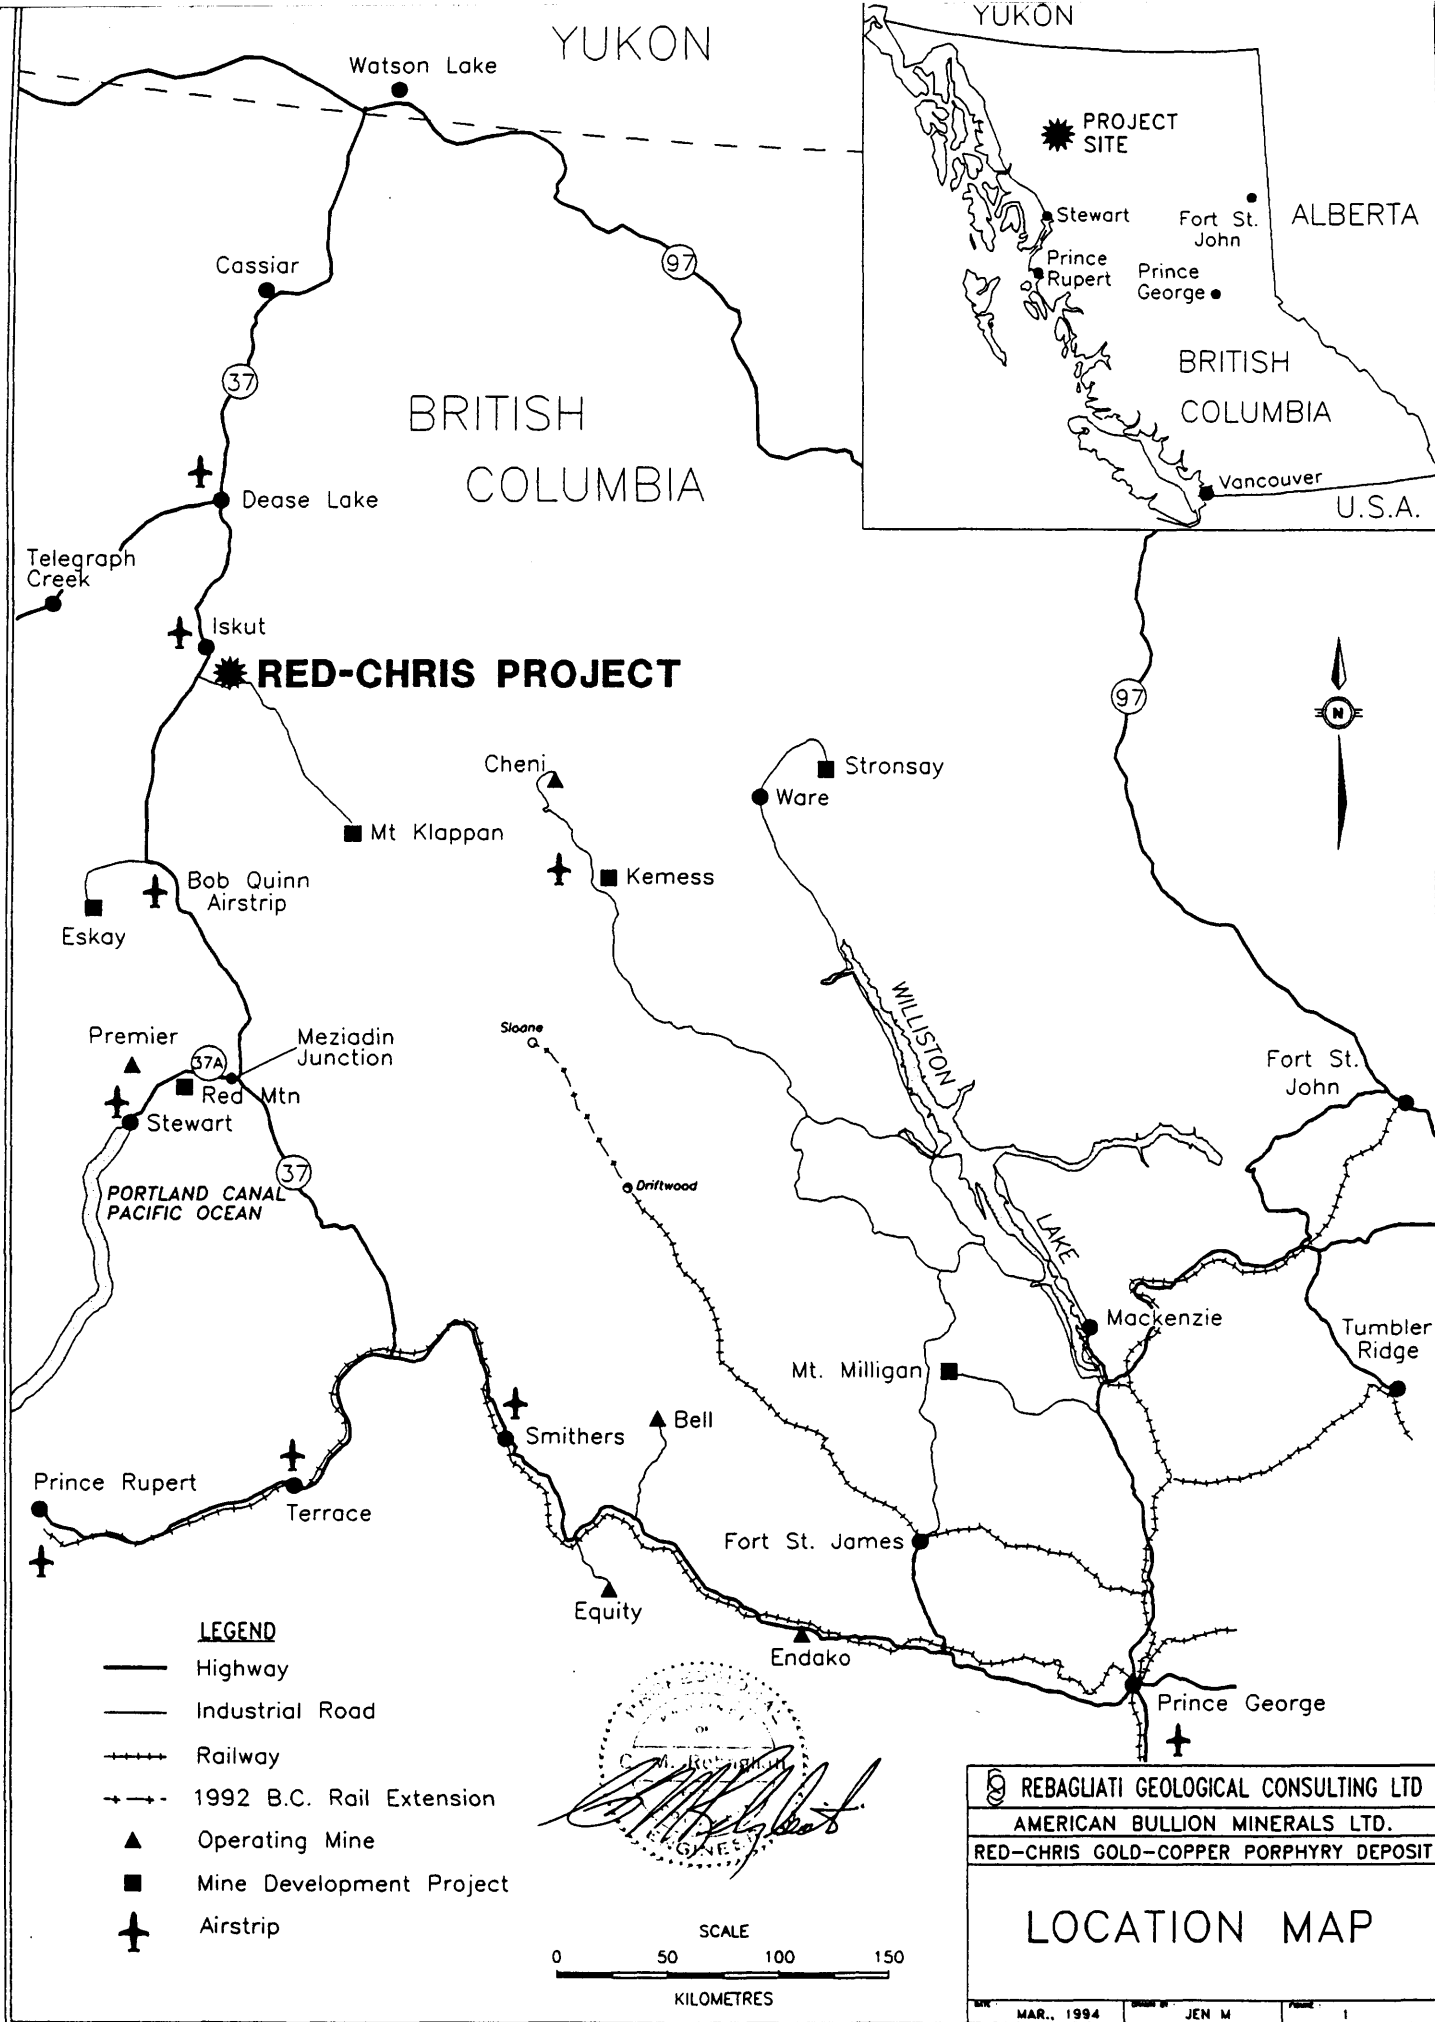 YUKON
Watson Lake
97
Cassiar
37
BRITISH
COLUMBIA
Dease Lake
Telegraph
Creek
Iskut
RED-CHRIS PROJECT
YUKON
PROJECT
SITE
Stewart
Fort St.
John
ALBERTA
Prince
Rupert
Prince
George
BRITISH
COLUMBIA
Vancouver
U.S.A.
97
N
Cheni
Stronsay
Ware
Mt Klappan
Kemess
Bob Quinn
Airstrip
Eskay
WILLISTON
LAKE
Sloane
Premier
Meziadin
Junction
37A
Red Mtn
Stewart
Fort St.
John
37
Driftwood
PORTLAND CANAL
PACIFIC OCEAN
Mackenzie
Tumbler
Ridge
Mt. Milligan
Bell
Smithers
Prince Rupert
Terrace
Fort St. James
Equity
Endako
Prince George
LEGEND
Highway
Industrial Road
Railway
1992 B.C. Rail Extension
Operating Mine
Mine Development Project
Airstrip
OF
SCALE
0 50 100 150
KILOMETRES
REBAGLIATI GEOLOGICAL CONSULTING LTD
AMERICAN BULLION MINERALS LTD.
RED-CHRIS GOLD-COPPER PORPHYRY DEPOSIT
LOCATION MAP
DATE MAR., 1994
DRAWN BY JEN M
FIGURE 1